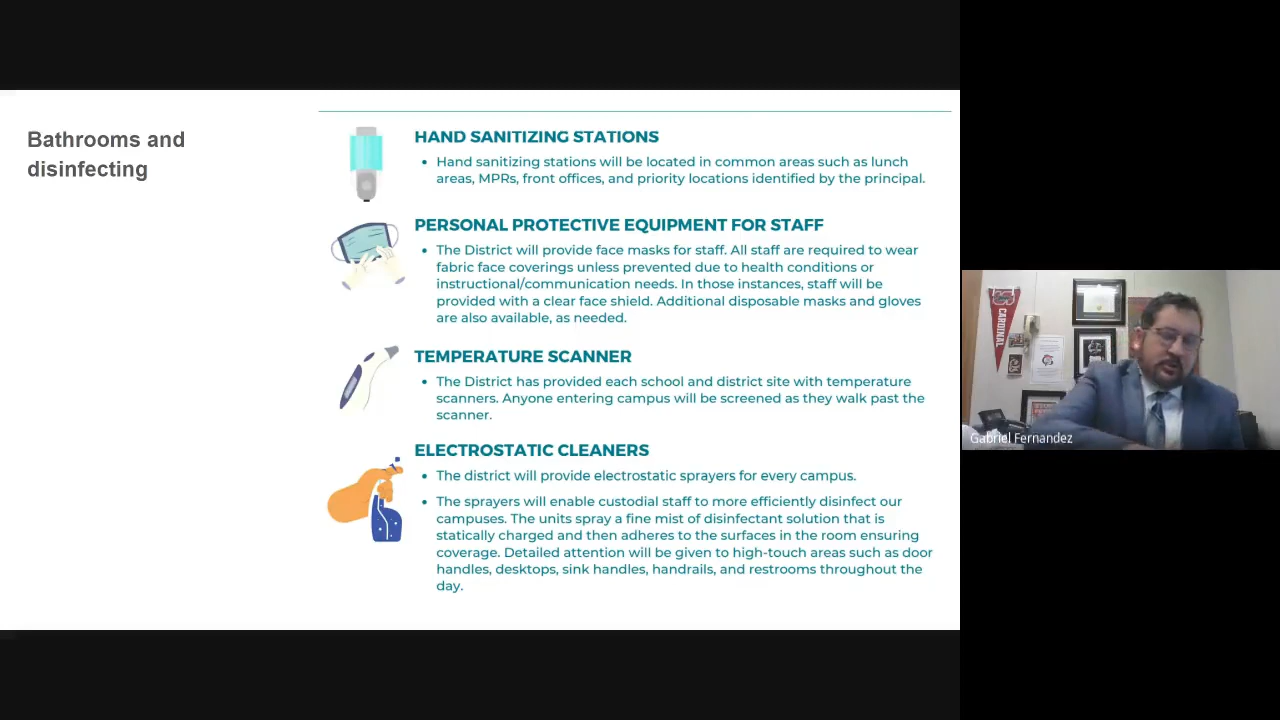 Bathrooms and
disinfecting
HAND SANITIZING STATIONS
• Hand sanitizing stations will be located in common areas such as lunch
areas, MPRs, front offices, and priority locations identified by the principal.
PERSONAL PROTECTIVE EQUIPMENT FOR STAFF
• The District will provide face masks for staff. All staff are required to wear
fabric face coverings unless prevented due to health conditions or
instructional/communication needs. In those instances, staff will be
provided with a clear face shield. Additional disposable masks and gloves
are also available, as needed.
TEMPERATURE SCANNER
• The District has provided each school and district site with temperature
scanners. Anyone entering campus will be screened as they walk past the
scanner.
ELECTROSTATIC CLEANERS
• The district will provide electrostatic sprayers for every campus.
• The sprayers will enable custodial staff to more efficiently disinfect our
campuses. The units spray a fine mist of disinfectant solution that is
statically charged and then adheres to the surfaces in the room ensuring
coverage. Detailed attention will be given to high-touch areas such as door
handles, desktops, sink handles, handrails, and restrooms throughout the
day.
CARDINAL
Gabriel Fernandez